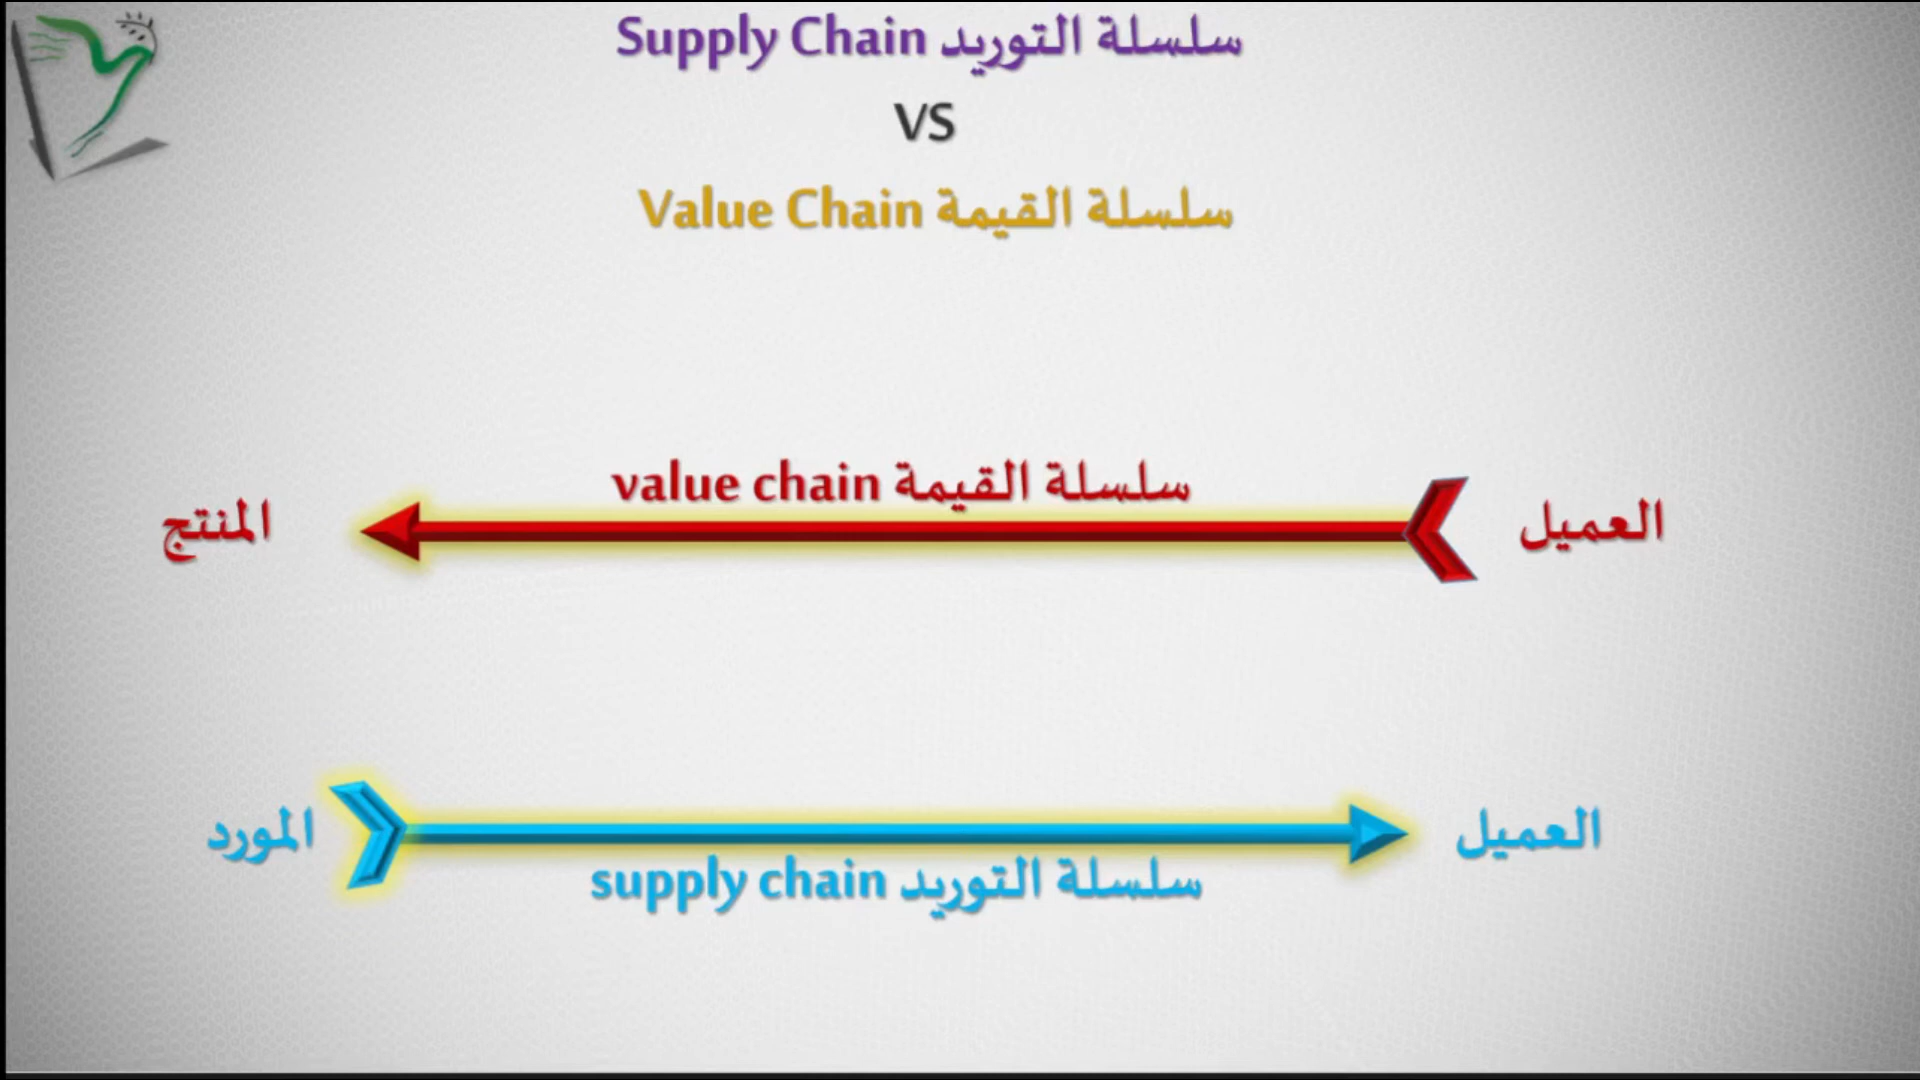 سلسلة التوريد Supply Chain
VS
سلسلة القيمة Value Chain
سلسلة القيمة value chain
العميل
المنتج
المورد
العميل
سلسلة التوريد supply chain